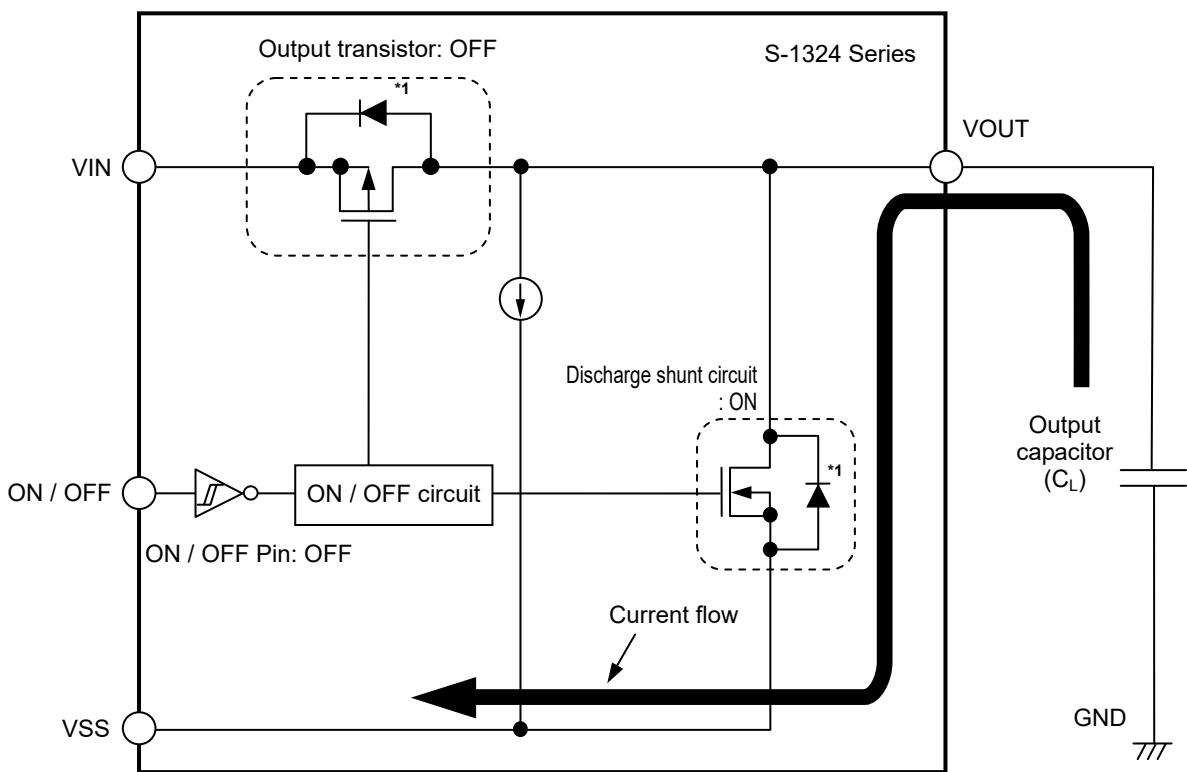 Output transistor: OFF
S-1324 Series
*1
VOUT
VIN
Discharge shunt circuit
: ON
*1
Output
capacitor
(CL)
ON / OFF
ON / OFF circuit
ON / OFF Pin: OFF
Current flow
GND
VSS